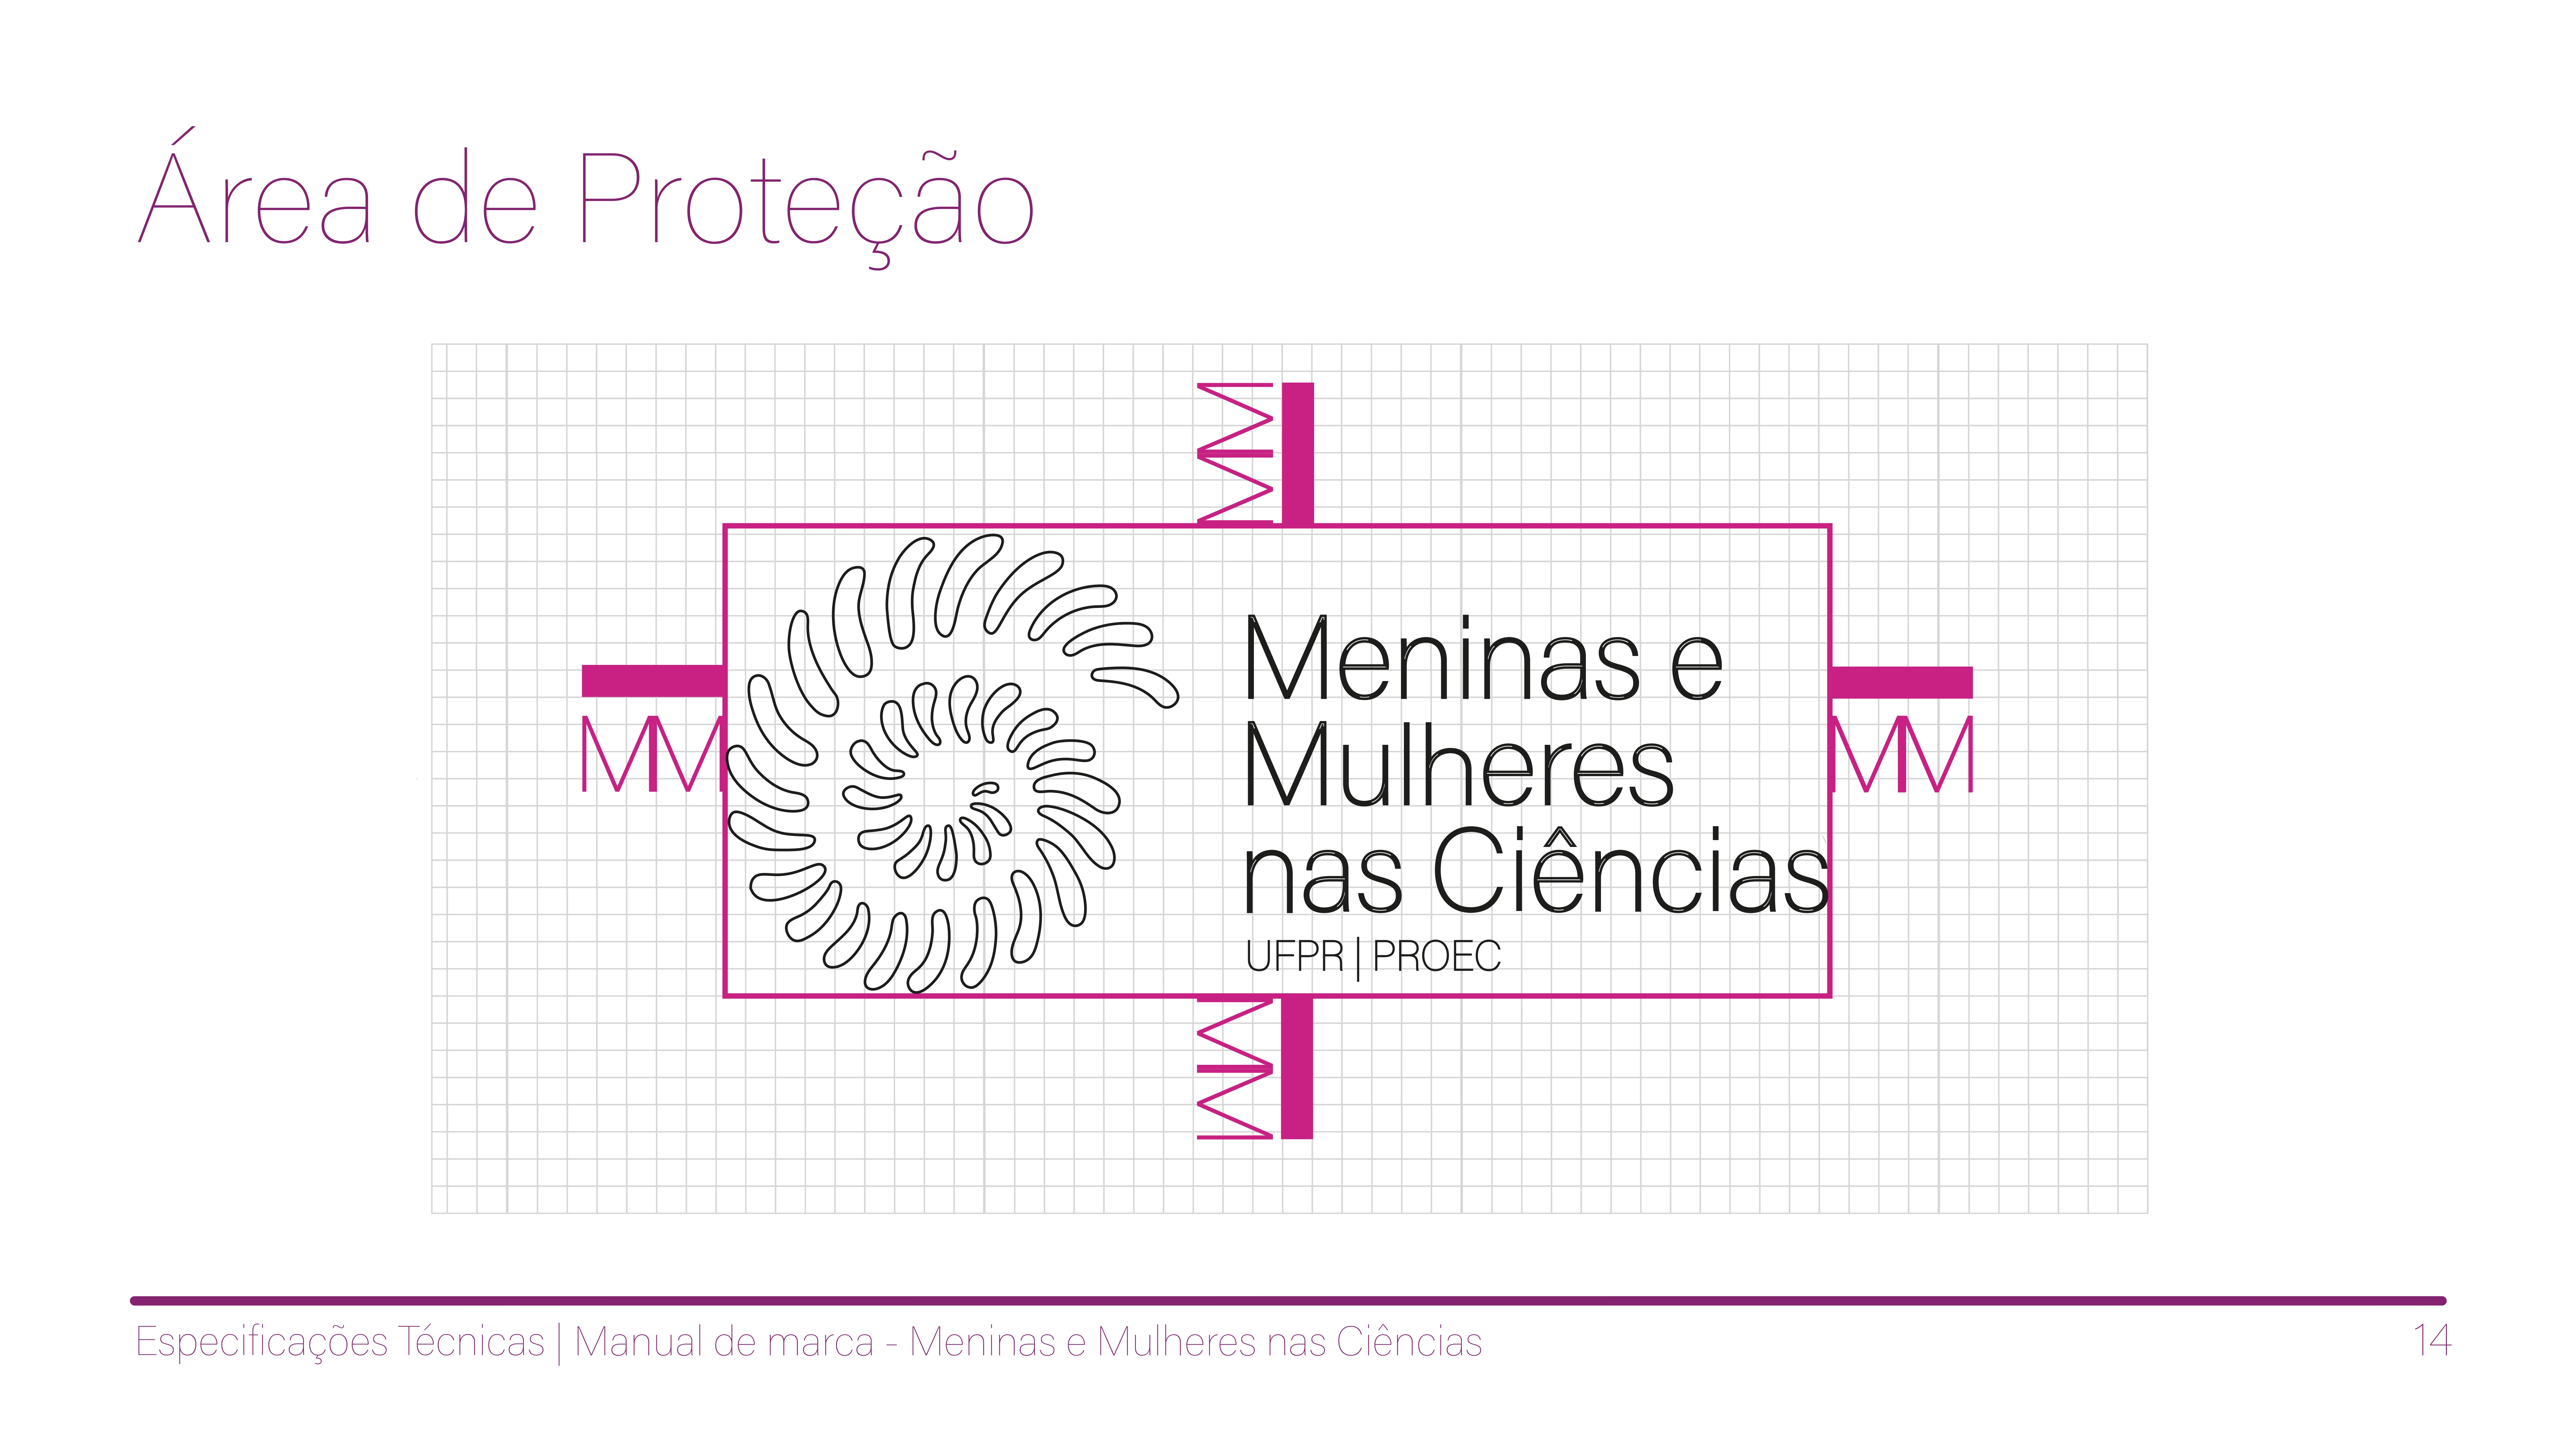 Área de Proteção
MM
MM
Meninas e
Mulheres
nas Ciências
UFPR | PROEC
MM
MM
Especificações Técnicas | Manual de marca - Meninas e Mulheres nas Ciências
14